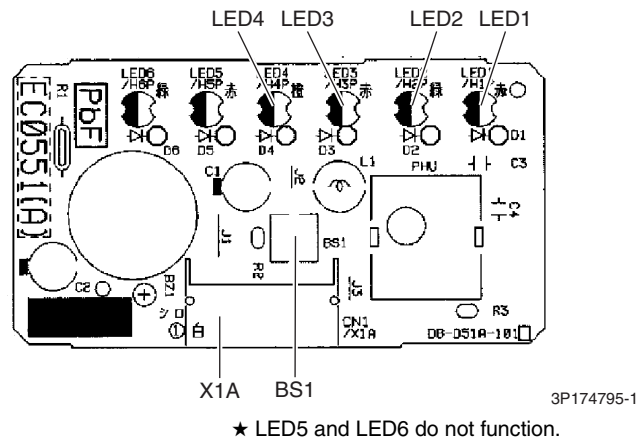 LED4 LED3 LED2 LED1
LED6 LED5 LED4 LED3 LED2 LED1
/H6P 緑 /H5P 赤 /H4P 橙 /H3P 赤 /H2P 緑 /H1P 赤
EC0551(A)
R1
PbF
D6 D5 D4 D3 D2 D1
C1
J2
L1
PHU
C3
C4
J1
R2
BS1
J3
C2
BZ1
シロ
① 白
CN1
/X1A
R3
DB-D51A-101
X1A BS1
3P174795-1
★ LED5 and LED6 do not function.